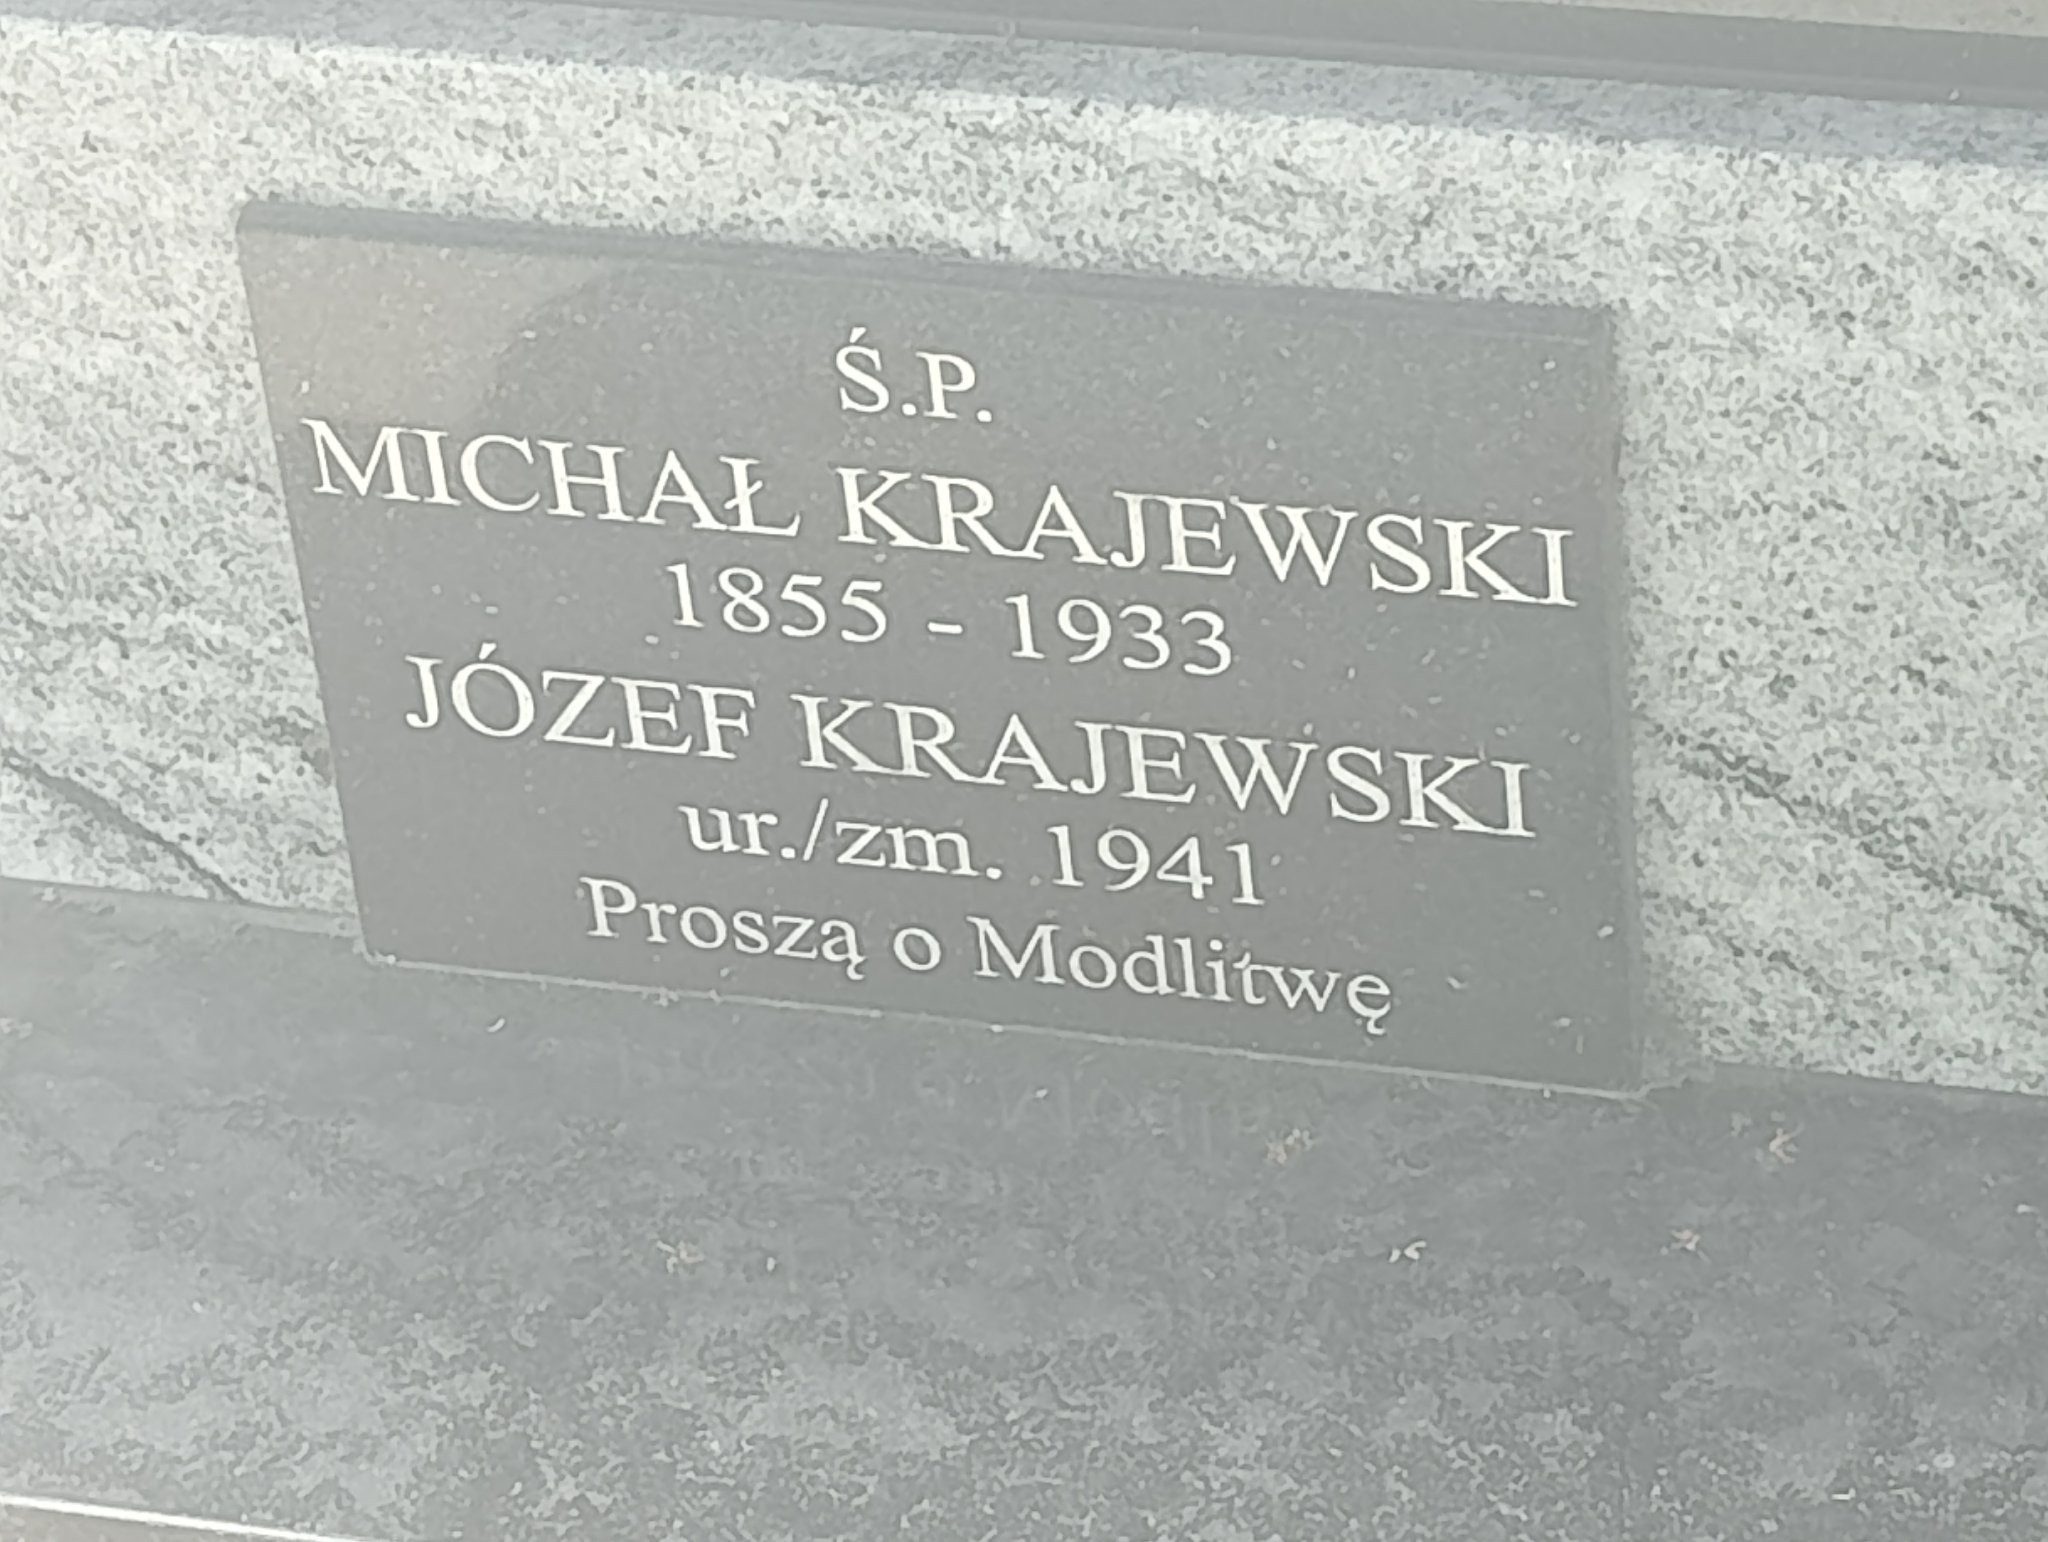 Ś.P.
MICHAŁ KRAJEWSKI
1855 - 1933
JÓZEF KRAJEWSKI
ur./zm. 1941
Proszą o Modlitwę